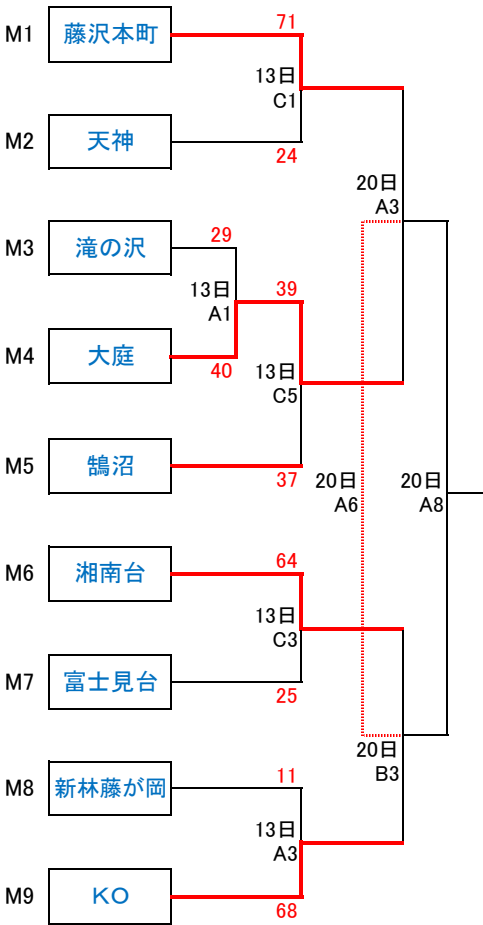 M1 藤沢本町 71
13日
C1
M2 天神 24
20日
A3
M3 滝の沢 29
13日
A1
39
M4 大庭 40
13日
C5
M5 鵠沼 37
20日
A6
20日
A8
M6 湘南台 64
13日
C3
M7 富士見台 25
20日
B3
M8 新林藤が岡 11
13日
A3
M9 KO 68